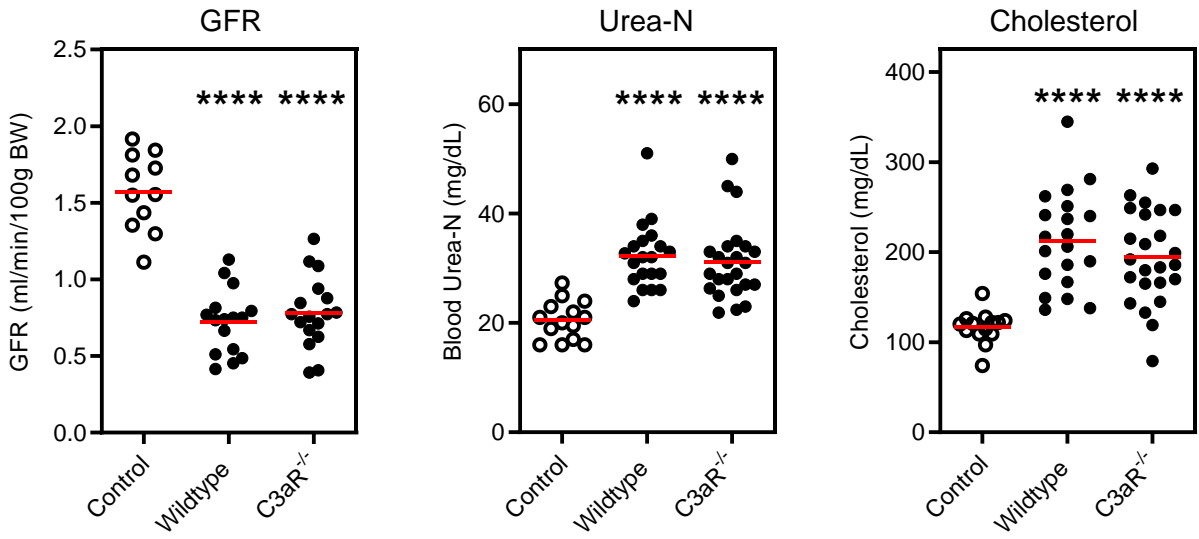 GFR
GFR (ml/min/100g BW)
2.5
2.0
1.5
1.0
0.5
0.0
**** ****
Control
Wildtype
C3aR-/-
Urea-N
Blood Urea-N (mg/dL)
60
40
20
0
**** ****
Control
Wildtype
C3aR-/-
Cholesterol
Cholesterol (mg/dL)
400
300
200
100
0
**** ****
Control
Wildtype
C3aR-/-